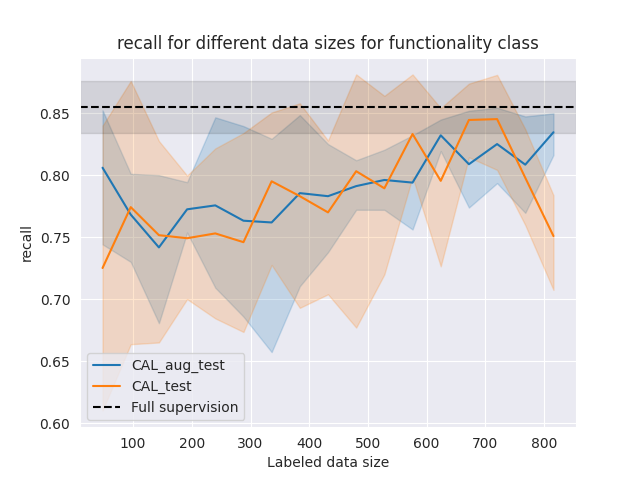 recall for different data sizes for functionality class
recall
0.85
0.80
0.75
0.70
0.65
0.60
CAL_aug_test
CAL_test
Full supervision
100 200 300 400 500 600 700 800
Labeled data size